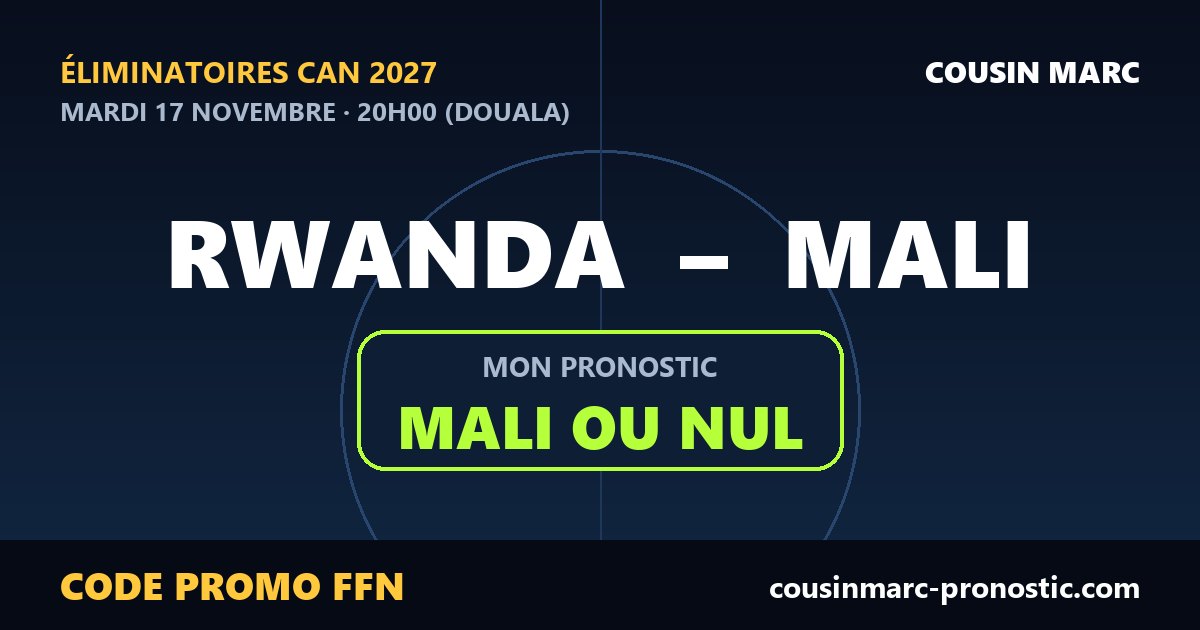 ÉLIMINATOIRES CAN 2027
COUSIN MARC
MARDI 17 NOVEMBRE · 20H00 (DOUALA)
RWANDA – MALI
MON PRONOSTIC
MALI OU NUL
CODE PROMO FFN
cousinmarc-pronostic.com